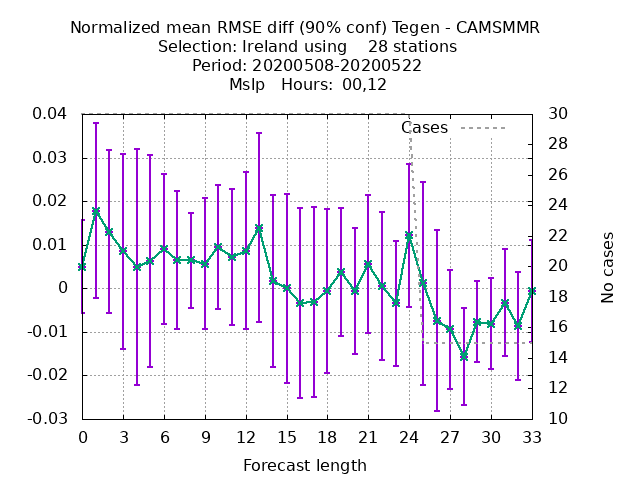 Normalized mean RMSE diff (90% conf) Tegen - CAMSMMR
Selection: Ireland using    28 stations
Period: 20200508-20200522
Mslp   Hours: 00,12
Cases
0.04
0.03
0.02
0.01
0
-0.01
-0.02
-0.03
30
28
26
24
22
20
18
16
14
12
10
No cases
0 3 6 9 12 15 18 21 24 27 30 33
Forecast length